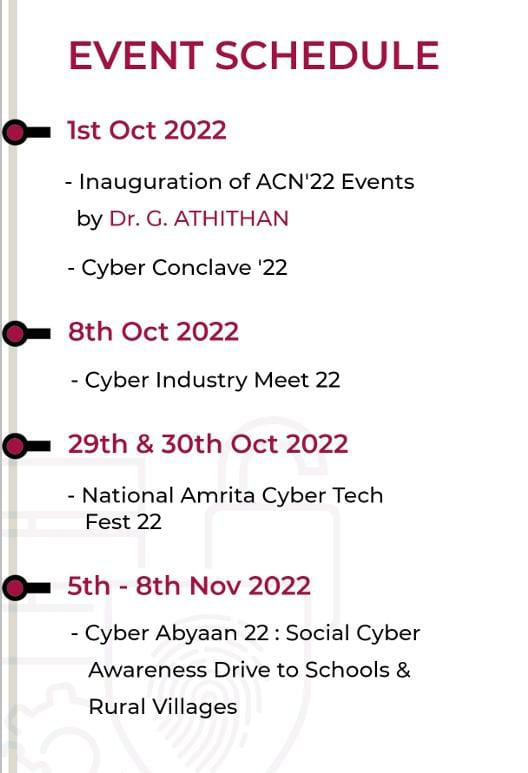 EVENT SCHEDULE
1st Oct 2022
- Inauguration of ACN'22 Events
by Dr. G. ATHITHAN
- Cyber Conclave '22
8th Oct 2022
- Cyber Industry Meet 22
29th & 30th Oct 2022
- National Amrita Cyber Tech
Fest 22
5th - 8th Nov 2022
- Cyber Abyaan 22 : Social Cyber
Awareness Drive to Schools &
Rural Villages